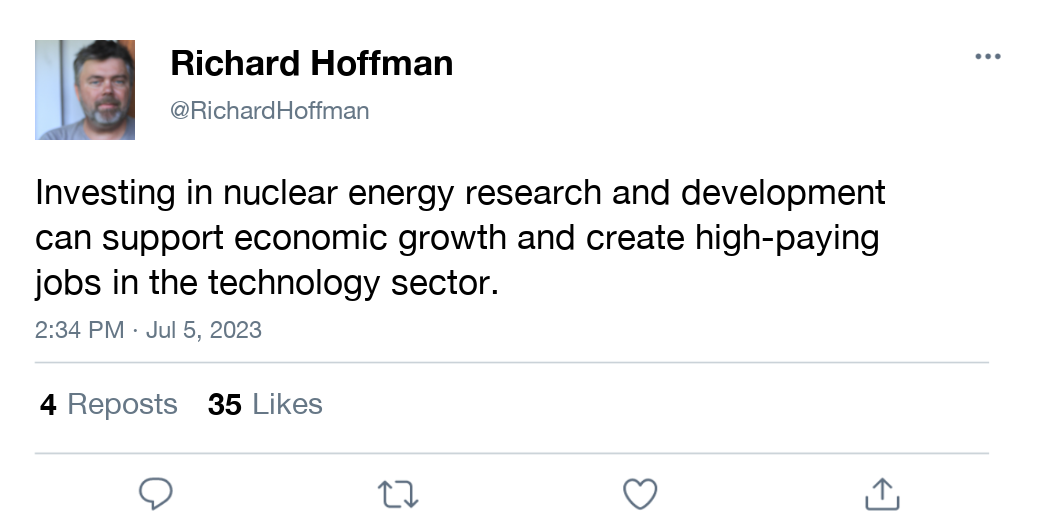 Richard Hoffman
@RichardHoffman
Investing in nuclear energy research and development
can support economic growth and create high-paying
jobs in the technology sector.
2:34 PM · Jul 5, 2023
4 Reposts 35 Likes